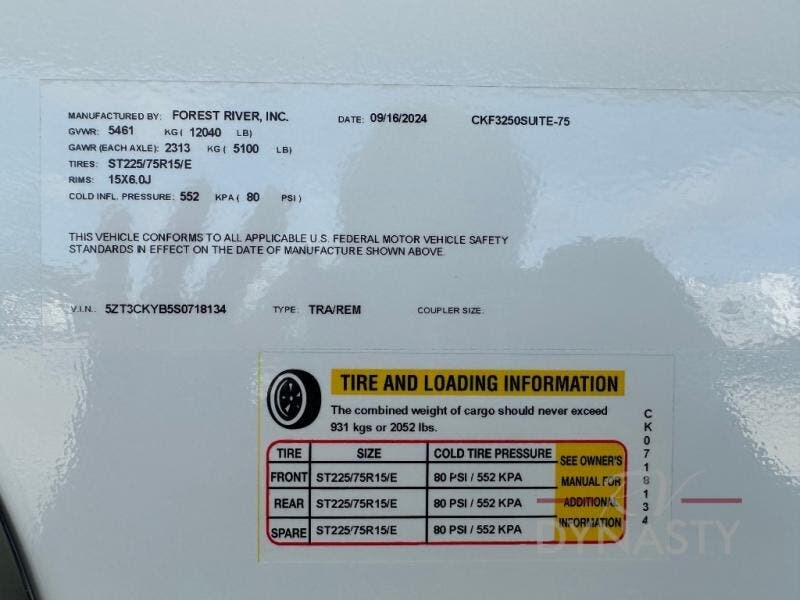 MANUFACTURED BY: FOREST RIVER, INC. DATE: 09/16/2024 CKF3250SUITE-75
GVWR: 5461 KG ( 12040 LB)
GAWR (EACH AXLE): 2313 KG ( 5100 LB)
TIRES: ST225/75R15/E
RIMS: 15X6.0J
COLD INFL. PRESSURE: 552 KPA ( 80 PSI )
THIS VEHICLE CONFORMS TO ALL APPLICABLE U.S. FEDERAL MOTOR VEHICLE SAFETY
STANDARDS IN EFFECT ON THE DATE OF MANUFACTURE SHOWN ABOVE.
V.I.N.: 5ZT3CKYB5S0718134 TYPE: TRA/REM COUPLER SIZE:
TIRE AND LOADING INFORMATION
The combined weight of cargo should never exceed
931 kgs or 2052 lbs.
TIRE SIZE COLD TIRE PRESSURE
FRONT ST225/75R15/E 80 PSI / 552 KPA
REAR ST225/75R15/E 80 PSI / 552 KPA
SPARE ST225/75R15/E 80 PSI / 552 KPA
SEE OWNER'S
MANUAL FOR
ADDITIONAL
INFORMATION
CK0718134
RV
DYNASTY